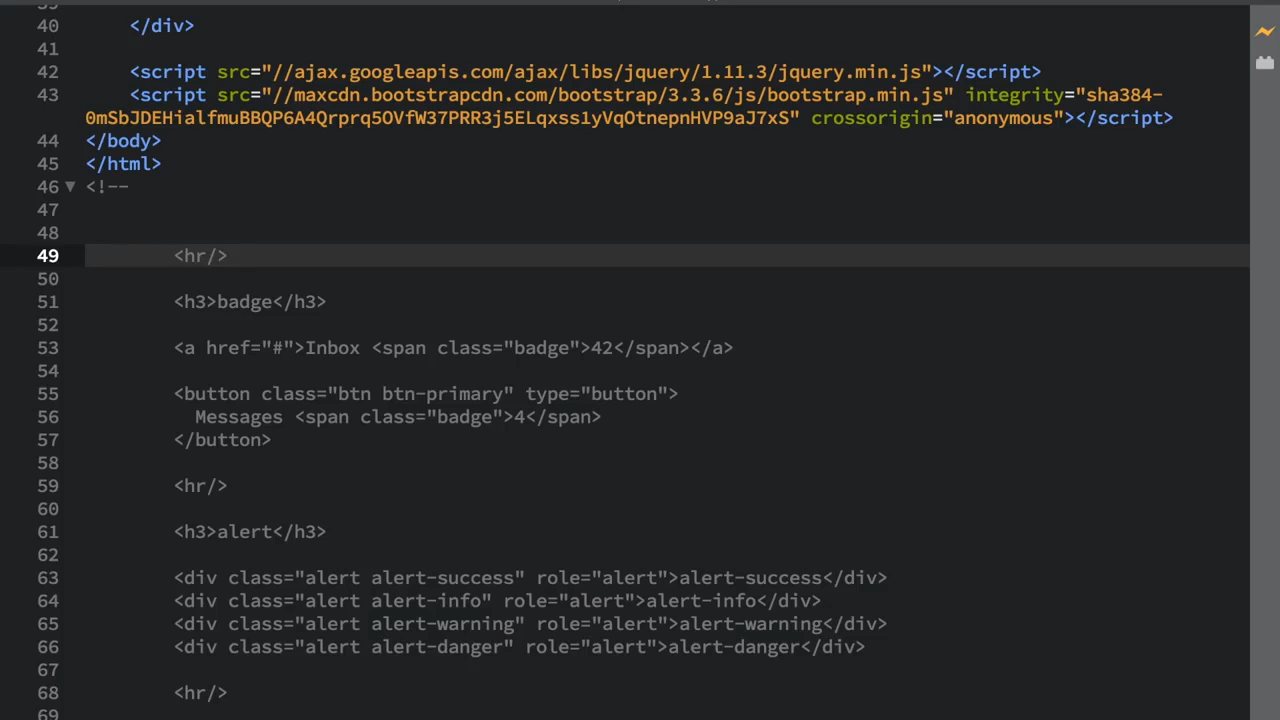 40 </div>
41
42 <script src="//ajax.googleapis.com/ajax/libs/jquery/1.11.3/jquery.min.js"></script>
43 <script src="//maxcdn.bootstrapcdn.com/bootstrap/3.3.6/js/bootstrap.min.js" integrity="sha384-
0mSbJDEHialfmuBBQP6A4Qrprq5OVfW37PRR3j5ELqxss1yVqOtnepnHVP9aJ7xS" crossorigin="anonymous"></script>
44 </body>
45 </html>
46 <!--
47
48
49 <hr/>
50
51 <h3>badge</h3>
52
53 <a href="#">Inbox <span class="badge">42</span></a>
54
55 <button class="btn btn-primary" type="button">
56 Messages <span class="badge">4</span>
57 </button>
58
59 <hr/>
60
61 <h3>alert</h3>
62
63 <div class="alert alert-success" role="alert">alert-success</div>
64 <div class="alert alert-info" role="alert">alert-info</div>
65 <div class="alert alert-warning" role="alert">alert-warning</div>
66 <div class="alert alert-danger" role="alert">alert-danger</div>
67
68 <hr/>
69